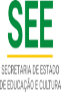 SEE
SECRETARIA DE ESTADO
DE EDUCAÇÃO E CULTURA